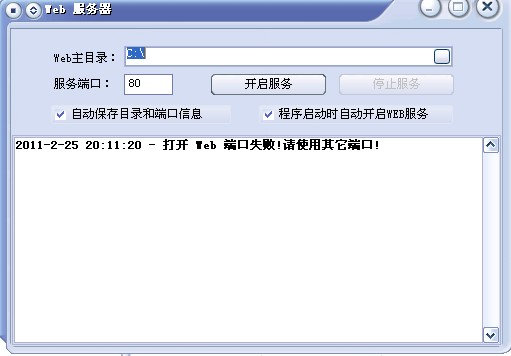 Web 服务器
Web主目录： C:\
服务端口： 80 开启服务 停止服务
自动保存目录和端口信息 程序启动时自动开启WEB服务
2011-2-25 20:11:20 - 打开 Web 端口失败!请使用其它端口!